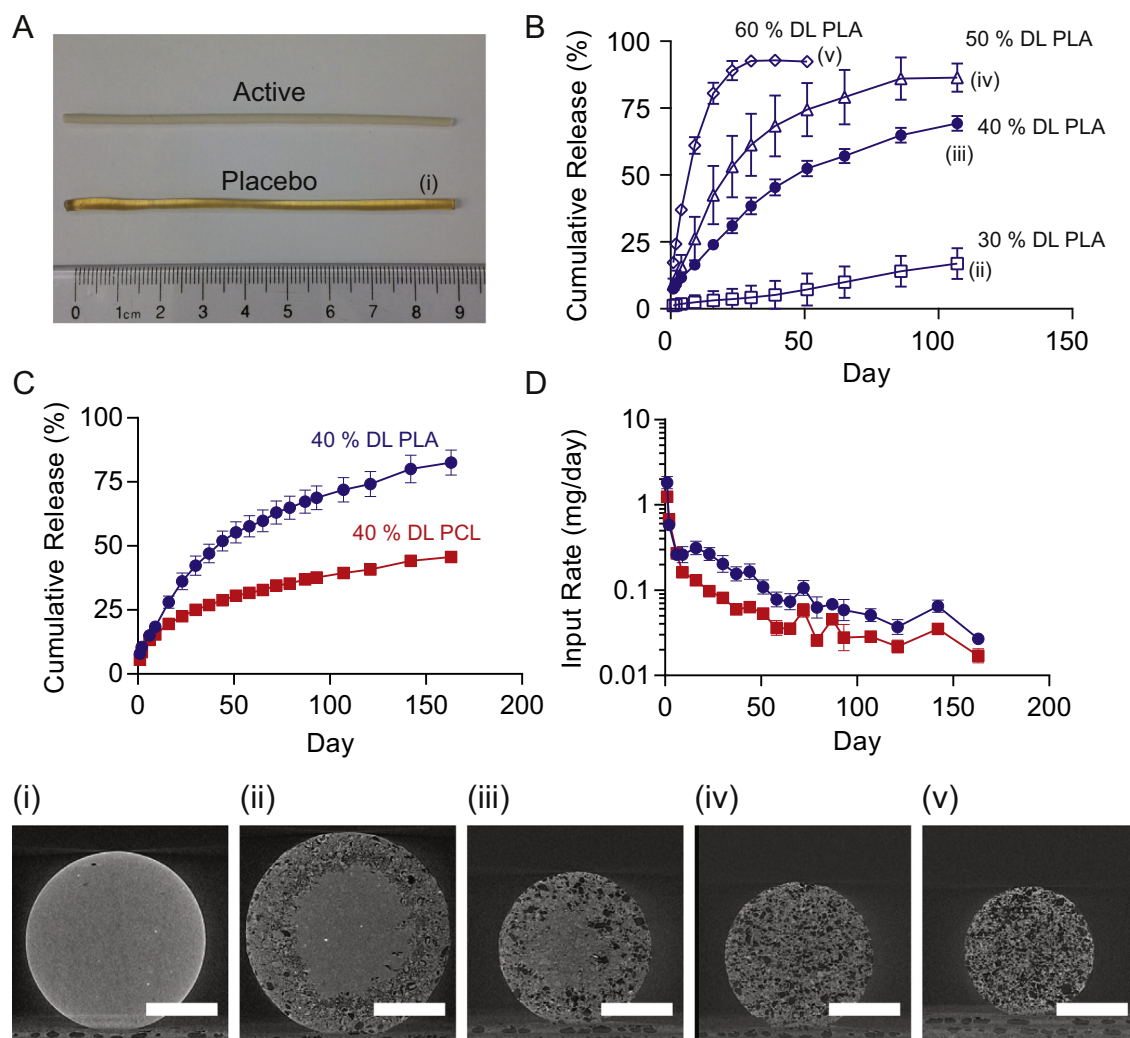 A
Active
Placebo
(i)
0 1cm 2 3 4 5 6 7 8 9
B
Cumulative Release (%)
100
75
50
25
0
0 50 100 150
Day
60 % DL PLA
(v)
50 % DL PLA
(iv)
40 % DL PLA
(iii)
30 % DL PLA
(ii)
C
Cumulative Release (%)
100
75
50
25
0
0 50 100 150 200
Day
40 % DL PLA
40 % DL PCL
D
Input Rate (mg/day)
10
1
0.1
0.01
0 50 100 150 200
Day
(i)
(ii)
(iii)
(iv)
(v)